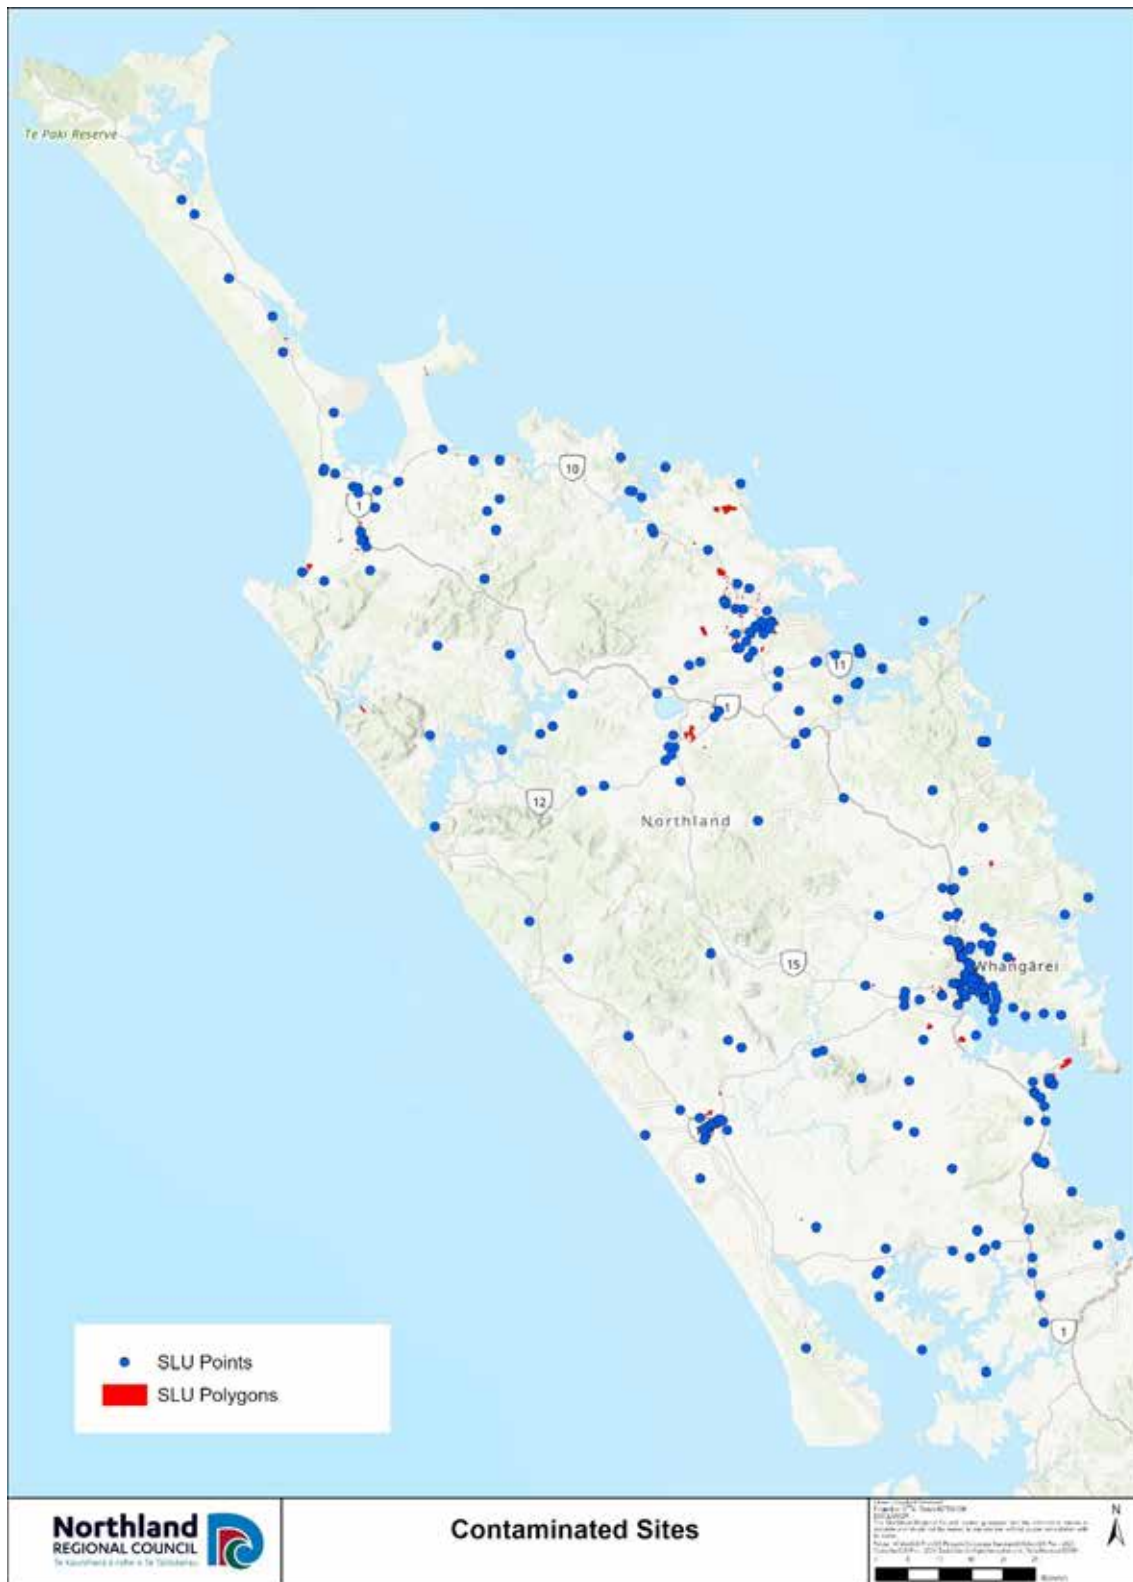 Te Paki Reserve
10
1
11
1
12
Northland
15
Whangārei
1
SLU Points
SLU Polygons
Northland
REGIONAL COUNCIL
Contaminated Sites
N